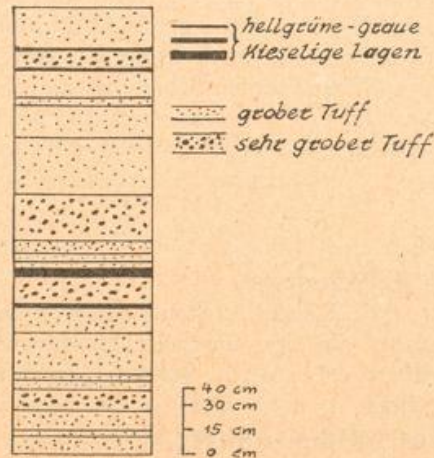 hellgrüne-graue
Kieselige Lagen
grober Tuff
sehr grober Tuff
40 cm
30 cm
15 cm
0 cm